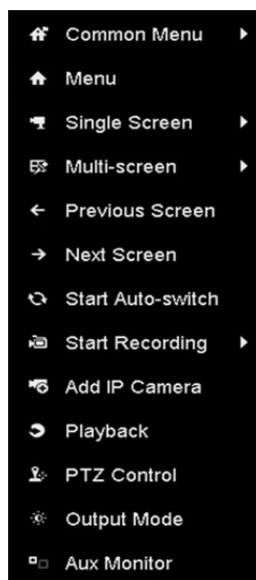 Common Menu
Menu
Single Screen
Multi-screen
Previous Screen
Next Screen
Start Auto-switch
Start Recording
Add IP Camera
Playback
PTZ Control
Output Mode
Aux Monitor